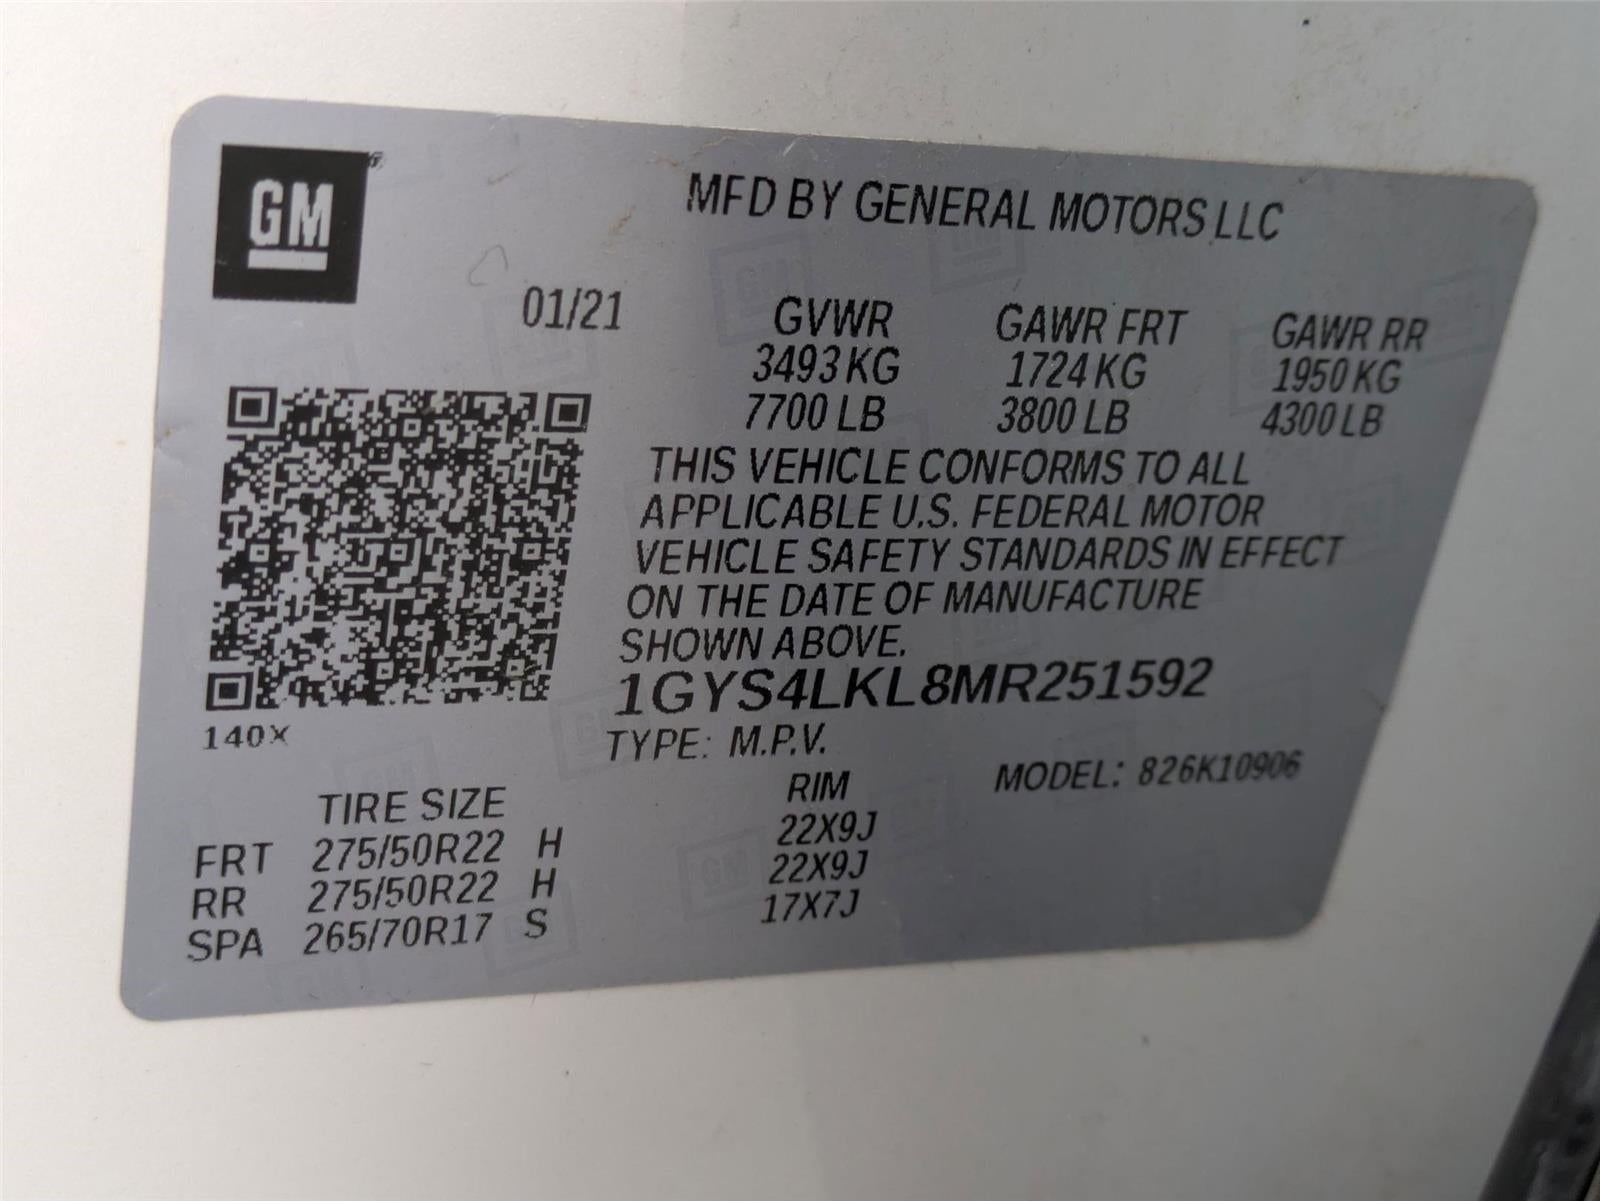 GM
MFD BY GENERAL MOTORS LLC
01/21
GVWR GAWR FRT GAWR RR
3493 KG 1724 KG 1950 KG
7700 LB 3800 LB 4300 LB
THIS VEHICLE CONFORMS TO ALL
APPLICABLE U.S. FEDERAL MOTOR
VEHICLE SAFETY STANDARDS IN EFFECT
ON THE DATE OF MANUFACTURE
SHOWN ABOVE.
1GYS4LKL8MR251592
140X
TYPE: M.P.V.
MODEL: 826K10906
TIRE SIZE RIM
FRT 275/50R22 H 22X9J
RR 275/50R22 H 22X9J
SPA 265/70R17 S 17X7J